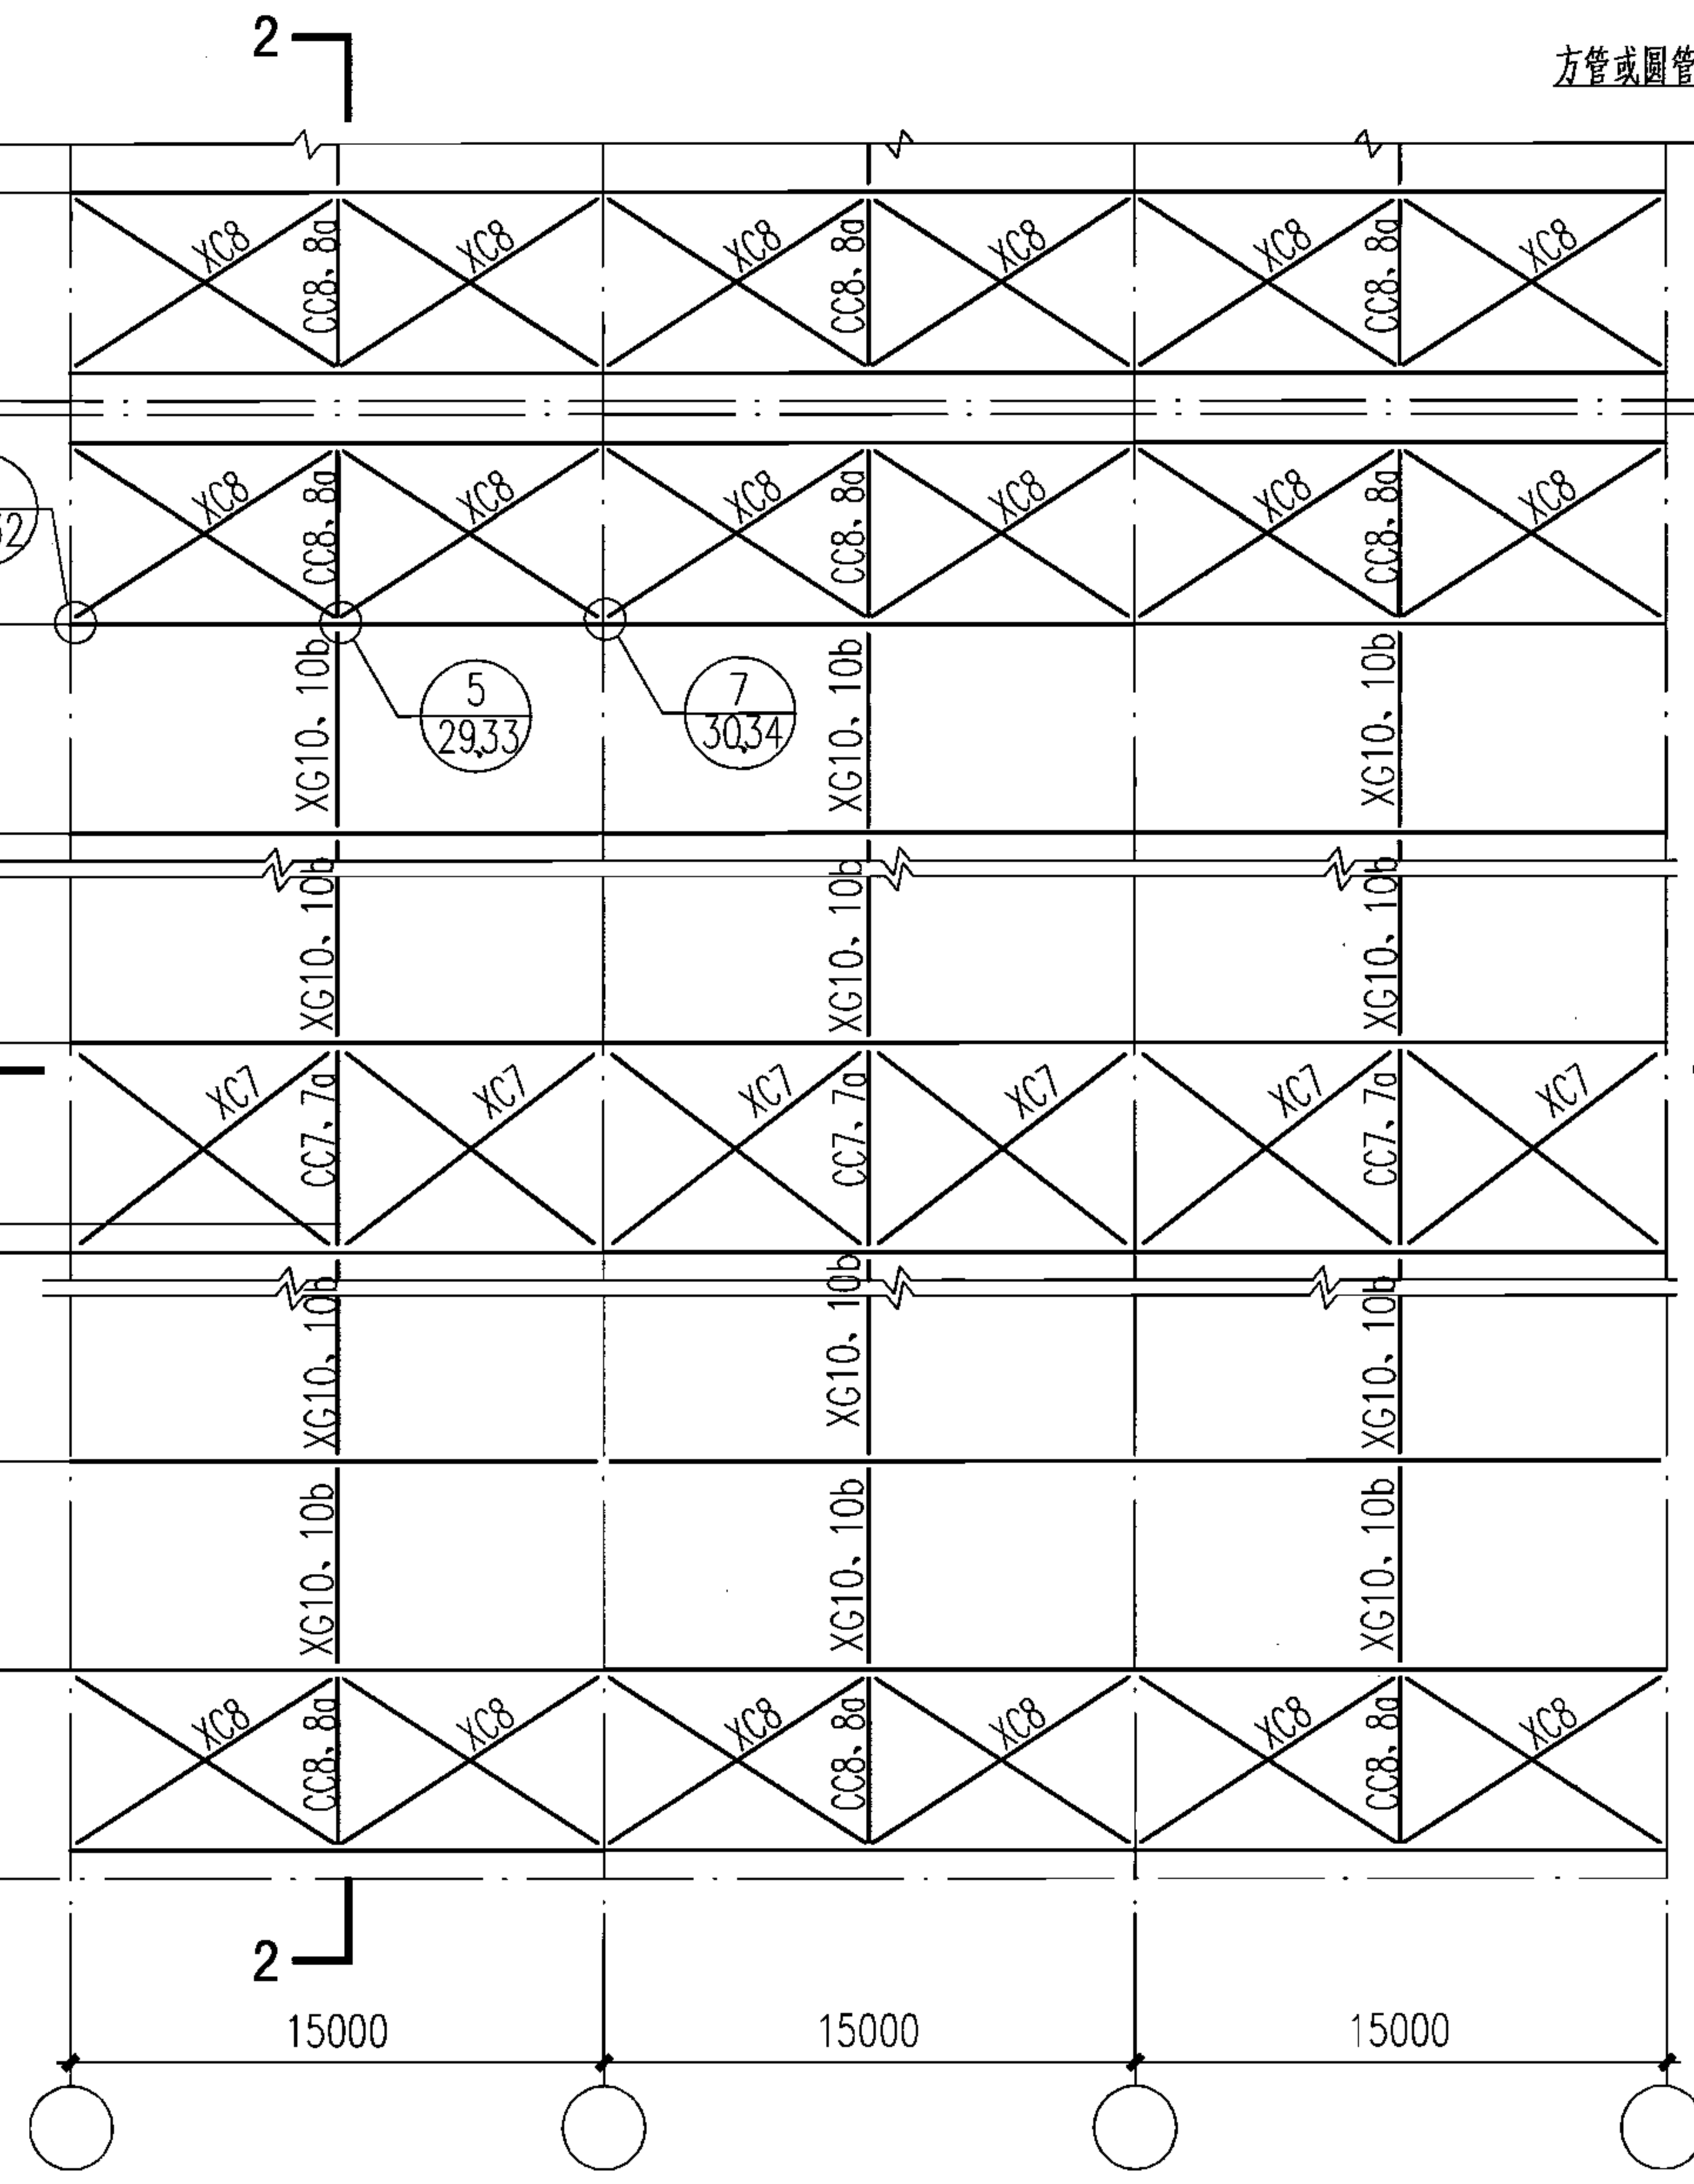 2
方管或圆管
XC8 CC8、8a XC8 XC8 CC8、8a XC8 XC8 CC8、8a XC8
XC8 CC8、8a XC8 XC8 CC8、8a XC8 XC8 CC8、8a XC8
XG10、10b XG10、10b XG10、10b
5 7
29,33 30,34
XG10、10b XG10、10b XG10、10b
XC7 CC7、7a XC7 XC7 CC7、7a XC7 XC7 CC7、7a XC7
XG10、10b XG10、10b XG10、10b
XG10、10b XG10、10b XG10、10b
XC8 CC8、8a XC8 XC8 CC8、8a XC8 XC8 CC8、8a XC8
2
15000 15000 15000